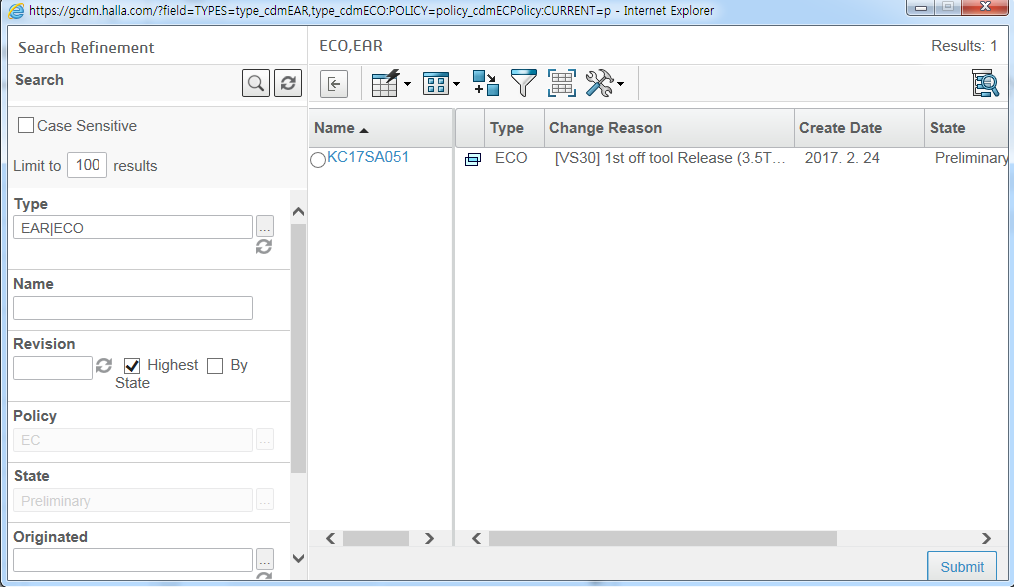 https://gcdm.halla.com/?field=TYPES=type_cdmEAR,type_cdmECO:POLICY=policy_cdmECPolicy:CURRENT=p - Internet Explorer
Search Refinement
ECO,EAR
Results: 1
Search
Case Sensitive
Limit to 100 results
Name
Type
Change Reason
Create Date
State
KC17SA051
ECO
[VS30] 1st off tool Release (3.5T...
2017. 2. 24
Preliminary
Type
EAR|ECO
...
Name
Revision
Highest
By
State
Policy
EC
...
State
Preliminary
...
Originated
...
Submit